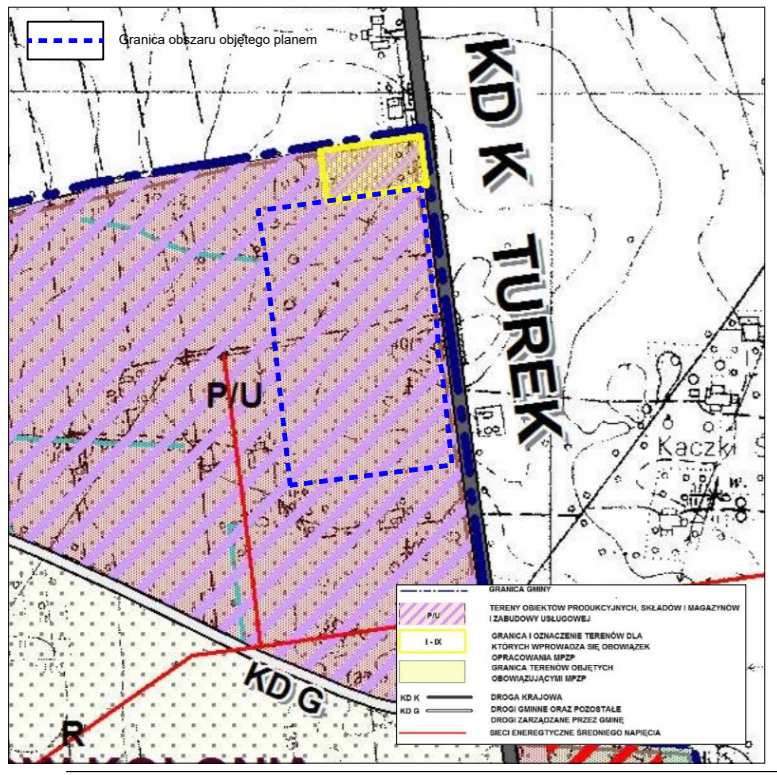 Granica obszaru objętego planem
KD K TUREK
P/U
Kaczki S
KD G
R
GRANICA GMINY
P/U
TERENY OBIEKTÓW PRODUKCYJNYCH, SKŁADÓW I MAGAZYNÓW
I ZABUDOWY USŁUGOWEJ
I - IX
GRANICA I OZNACZENIE TERENÓW DLA
KTÓRYCH WPROWADZA SIĘ OBOWIĄZEK
OPRACOWANIA MPZP
GRANICA TERENÓW OBJĘTYCH
OBOWIĄZUJĄCYMI MPZP
KD K DROGA KRAJOWA
KD G DROGI GMINNE ORAZ POZOSTAŁE
DROGI ZARZĄDZANE PRZEZ GMINĘ
SIECI ENEREGTYCZNE ŚREDNIEGO NAPIĘCIA